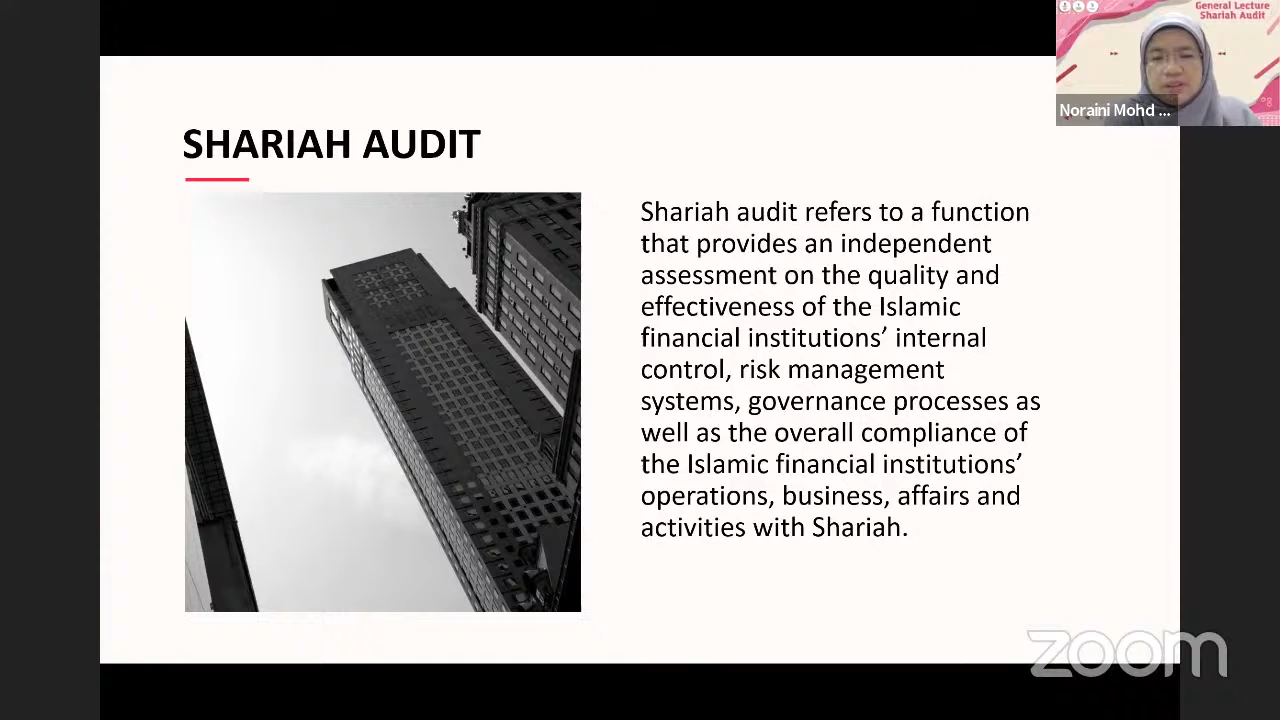 General Lecture
Shariah Audit
Noraini Mohd ...
SHARIAH AUDIT
Shariah audit refers to a function
that provides an independent
assessment on the quality and
effectiveness of the Islamic
financial institutions’ internal
control, risk management
systems, governance processes as
well as the overall compliance of
the Islamic financial institutions’
operations, business, affairs and
activities with Shariah.
zoom